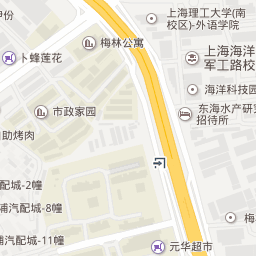 申份
上海理工大学(南
校区)-外语学院
梅林公寓
卜蜂莲花
上海海洋
军工路校
海洋科技园
市政家园
东海水产研究
招待所
自助烤肉
配城-2幢
浦汽配城-8幢
浦汽配城-11幢
元华超市